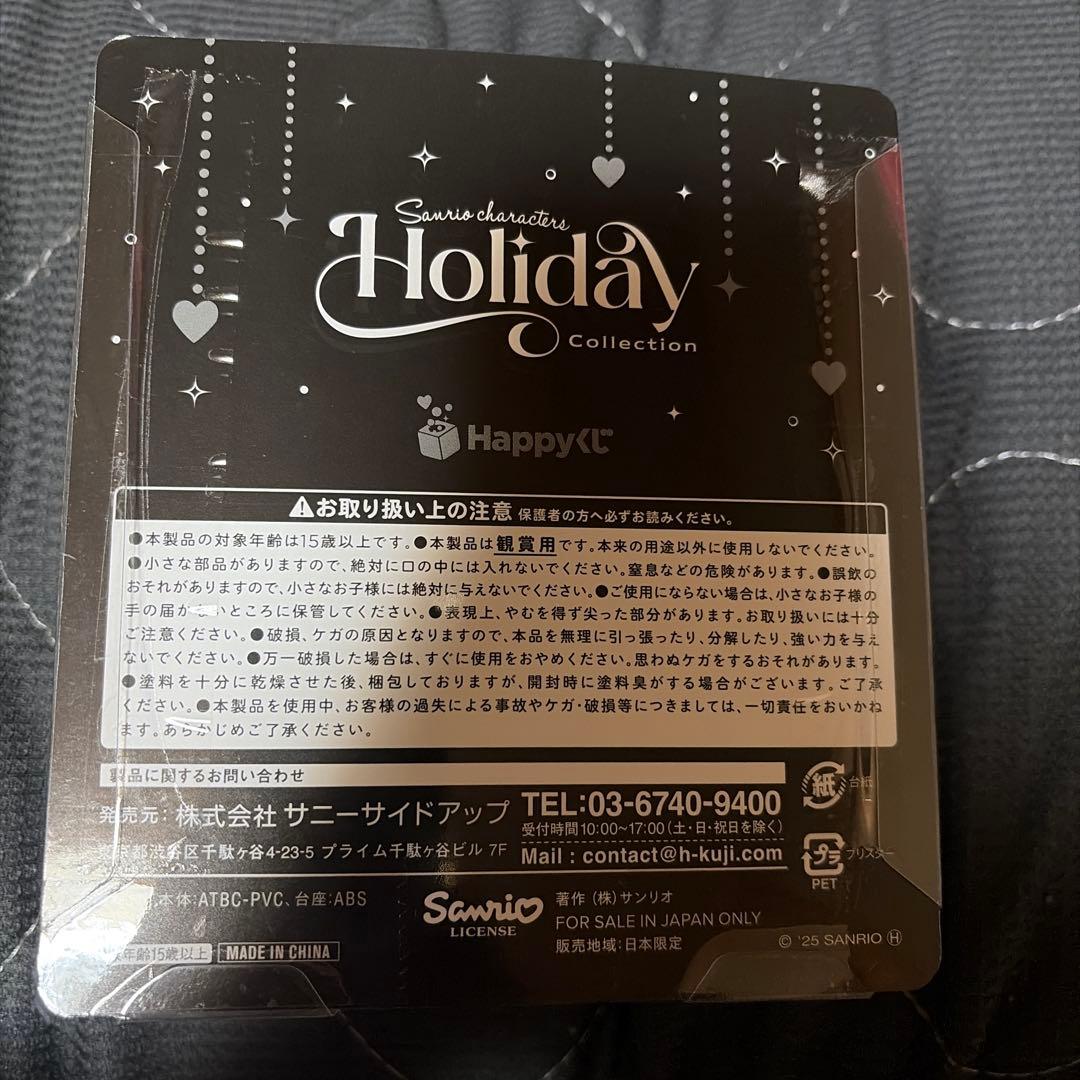 Sanrio characters
Holiday
Collection
Happyくじ
⚠お取り扱い上の注意 保護者の方へ必ずお読みください。
●本製品の対象年齢は15歳以上です。●本製品は観賞用です。本来の用途以外に使用しないでください。
●小さな部品がありますので、絶対に口の中には入れないでください。窒息などの危険があります。●誤飲の
おそれがありますので、小さなお子様には絶対に与えないでください。●ご使用にならない場合は、小さなお子様の
手の届かないところに保管してください。●表現上、やむを得ず尖った部分があります。お取り扱いには十分
ご注意ください。●破損、ケガの原因となりますので、本品を無理に引っ張ったり、分解したり、強い力を与え
ないでください。●万一破損した場合は、すぐに使用をおやめください。思わぬケガをするおそれがあります。
●塗料を十分に乾燥させた後、梱包しておりますが、開封時に塗料臭がする場合がございます。ご了承
ください。●本製品を使用中、お客様の過失による事故やケガ・破損等につきましては、一切責任をおいかね
ます。あらかじめご了承ください。
製品に関するお問い合わせ
発売元：株式会社 サニーサイドアップ
東京都渋谷区千駄ヶ谷4-23-5 プライム千駄ヶ谷ビル 7F
TEL:03-6740-9400
受付時間10:00~17:00(土・日・祝日を除く)
Mail : contact@h-kuji.com
紙 台紙
プラ ブリスター
PET
本体:ATBC-PVC、台座:ABS
年齢15歳以上
MADE IN CHINA
Sanrio
LICENSE
著作 (株)サンリオ
FOR SALE IN JAPAN ONLY
販売地域:日本限定
© '25 SANRIO Ⓗ